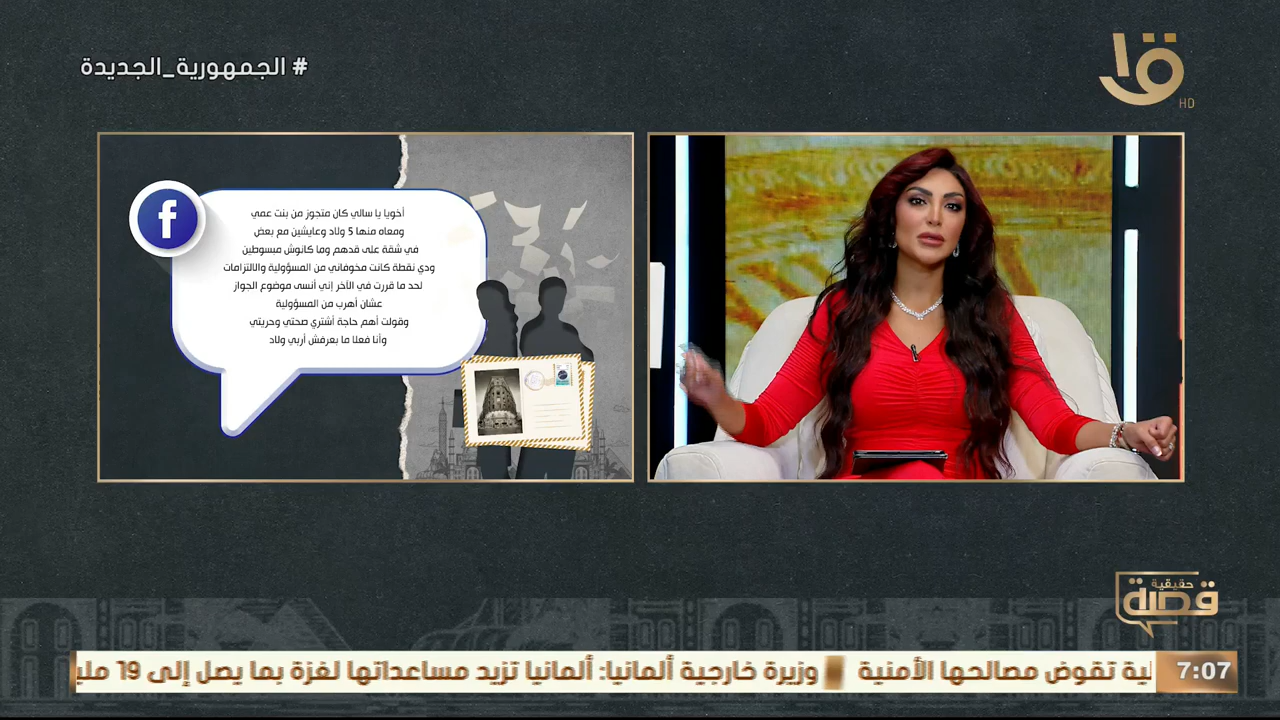 # الجمهورية_الجديدة
HD
f
أخويا يا سالي كان متجوز من بنت عمي
ومعاه منها 5 ولاد وعايشين مع بعض
في شقة على قدهم وما كانوش مبسوطين
ودي نقطة كانت مخوفاني من المسؤولية والالتزامات
لحد ما قررت في الآخر إني أنسى موضوع الجواز
عشان أهرب من المسؤولية
وقولت أهم حاجة أشتري صحتي وحريتي
وأنا فعلا ما بعرفش أربي ولاد
قصة حقيقية
7:07 تقوض مصالحها الأمنية وزيرة خارجية ألمانيا: ألمانيا تزيد مساعداتها لغزة بما يصل إلى 19